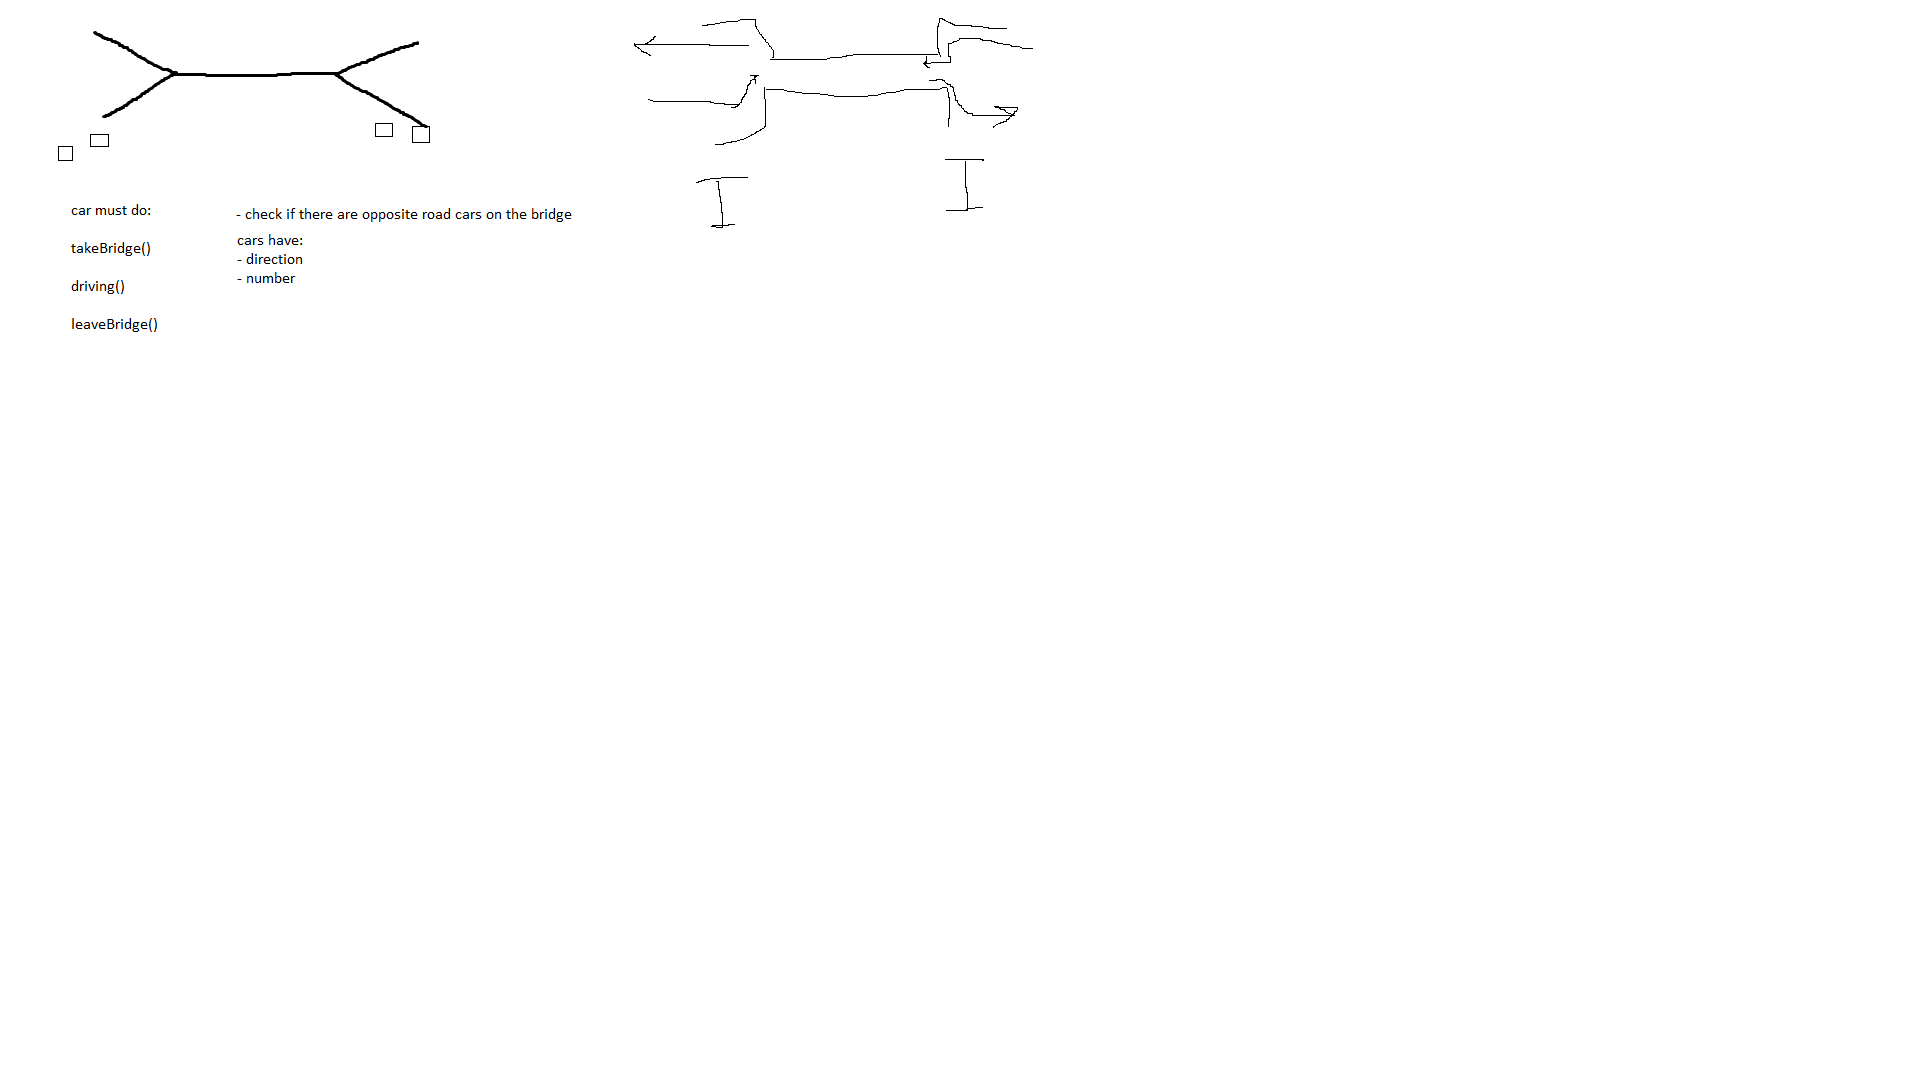 car must do:
takeBridge()
driving()
leaveBridge()
- check if there are opposite road cars on the bridge
cars have:
- direction
- number